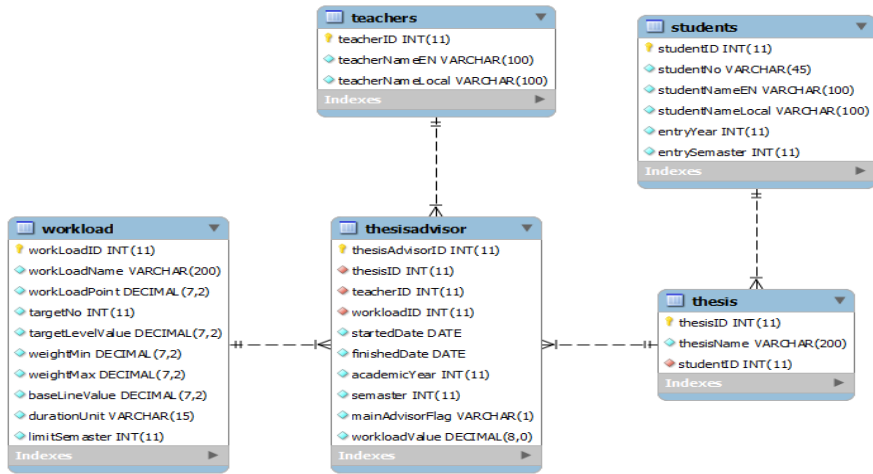 teachers
teacherID INT(11)
teacherNameEN VARCHAR(100)
teacherNameLocal VARCHAR(100)
Indexes
students
studentID INT(11)
studentNo VARCHAR(45)
studentNameEN VARCHAR(100)
studentNameLocal VARCHAR(100)
entryYear INT(11)
entrySemaster INT(11)
Indexes
workload
workLoadID INT(11)
workLoadName VARCHAR(200)
workLoadPoint DECIMAL(7,2)
targetNo INT(11)
targetLevelValue DECIMAL(7,2)
weightMin DECIMAL(7,2)
weightMax DECIMAL(7,2)
baseLineValue DECIMAL(7,2)
durationUnit VARCHAR(15)
limitSemaster INT(11)
Indexes
thesisadvisor
thesisAdvisorID INT(11)
thesisID INT(11)
teacherID INT(11)
workloadID INT(11)
startedDate DATE
finishedDate DATE
academicYear INT(11)
semaster INT(11)
mainAdvisorFlag VARCHAR(1)
workloadValue DECIMAL(8,0)
Indexes
thesis
thesisID INT(11)
thesisName VARCHAR(200)
studentID INT(11)
Indexes